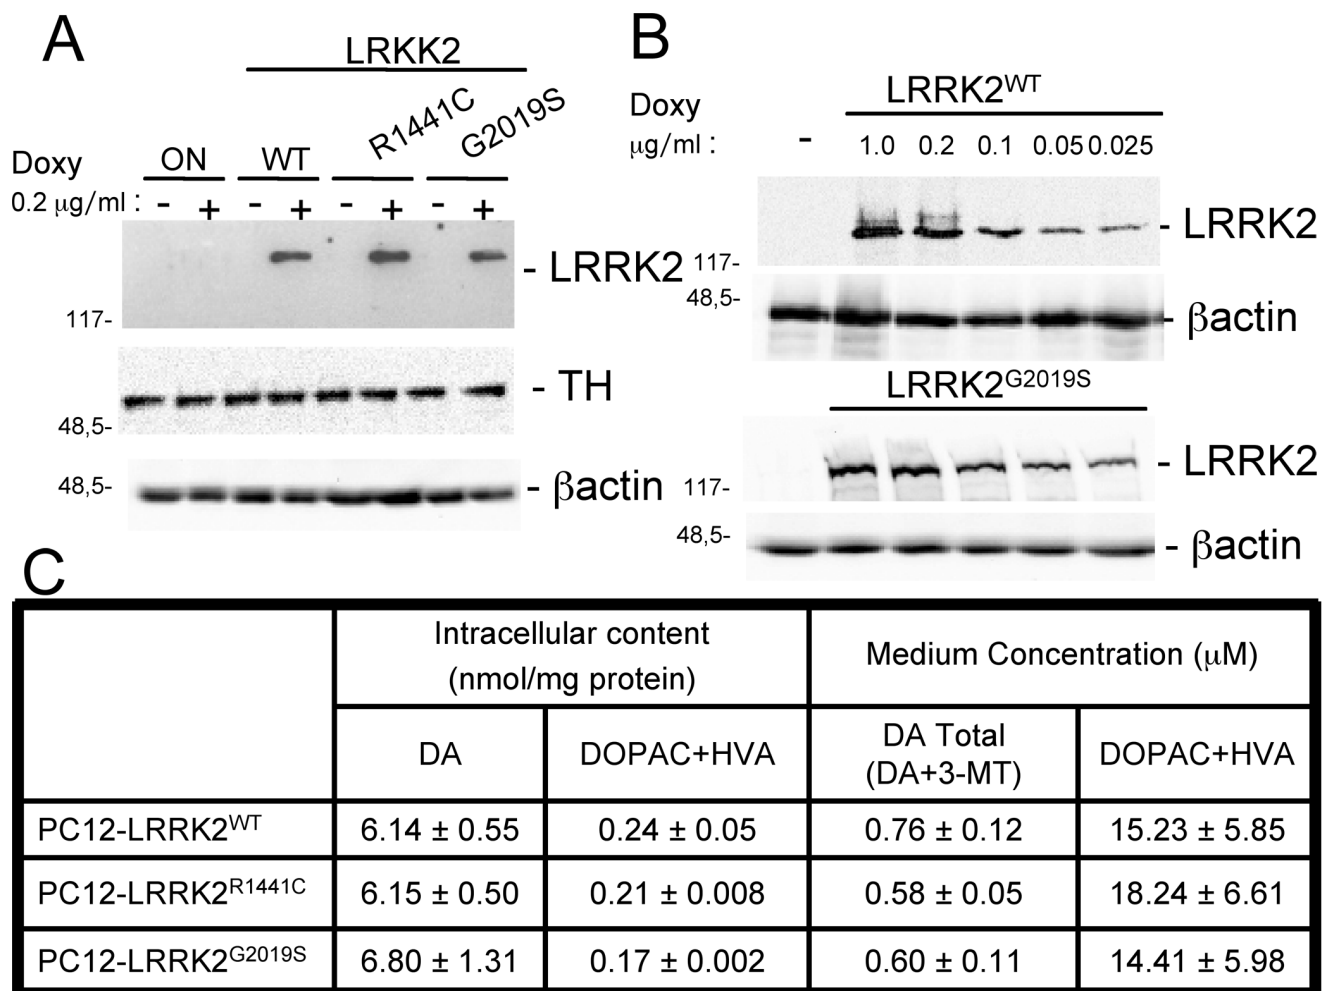 A
LRKK2
R1441C
G2019S
Doxy
ON
WT
0.2 µg/ml :
- + - + - + - +
- LRRK2
117-
- TH
48,5-
48,5-
- βactin
B
LRRK2WT
Doxy
µg/ml :
- 1.0 0.2 0.1 0.05 0.025
- LRRK2
117-
48,5-
- βactin
LRRK2G2019S
- LRRK2
117-
48,5-
- βactin
C
Intracellular content
(nmol/mg protein)
Medium Concentration (µM)
DA
DOPAC+HVA
DA Total
(DA+3-MT)
DOPAC+HVA
PC12-LRRK2WT 6.14 ± 0.55 0.24 ± 0.05 0.76 ± 0.12 15.23 ± 5.85
PC12-LRRK2R1441C 6.15 ± 0.50 0.21 ± 0.008 0.58 ± 0.05 18.24 ± 6.61
PC12-LRRK2G2019S 6.80 ± 1.31 0.17 ± 0.002 0.60 ± 0.11 14.41 ± 5.98